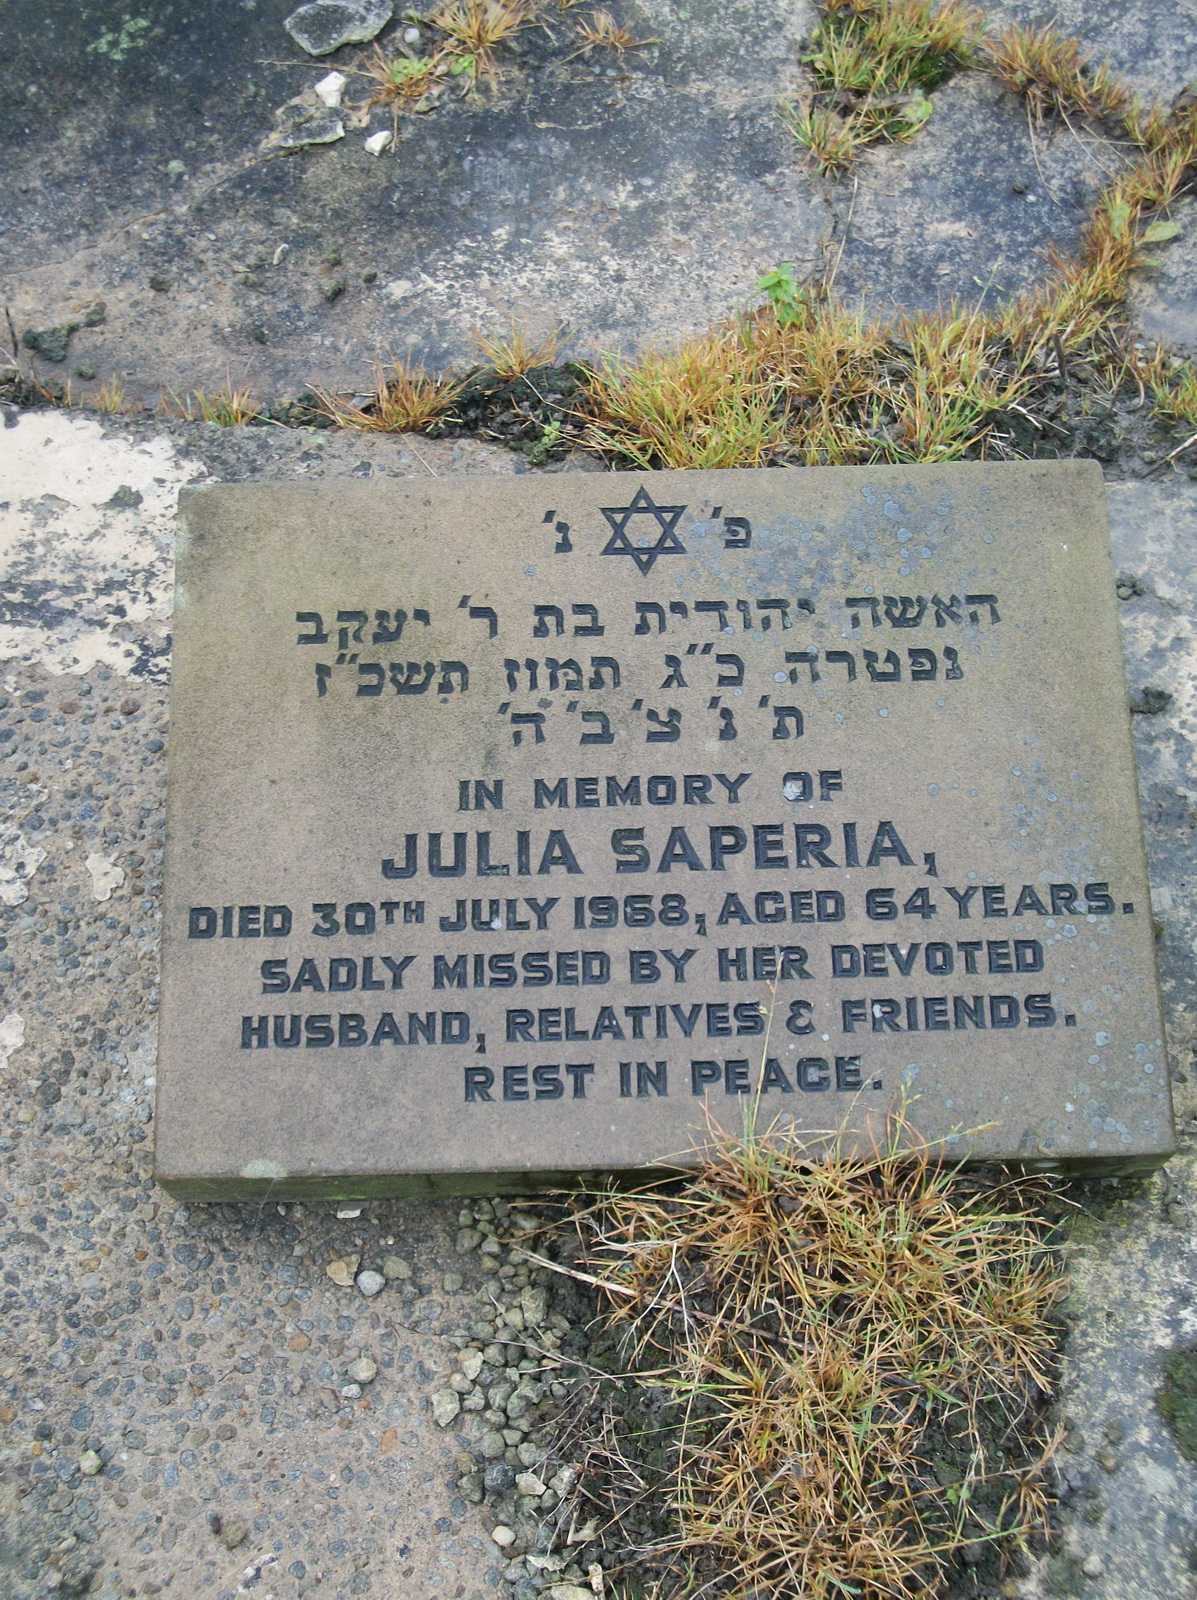 פ' נ'
האשה יהודית בת ר' יעקב
נפטרה כ"ג תמוז תשכ"ז
ת' נ' צ' ב' ה'
IN MEMORY OF
JULIA SAPERIA,
DIED 30TH JULY 1968, AGED 64 YEARS.
SADLY MISSED BY HER DEVOTED
HUSBAND, RELATIVES & FRIENDS.
REST IN PEACE.